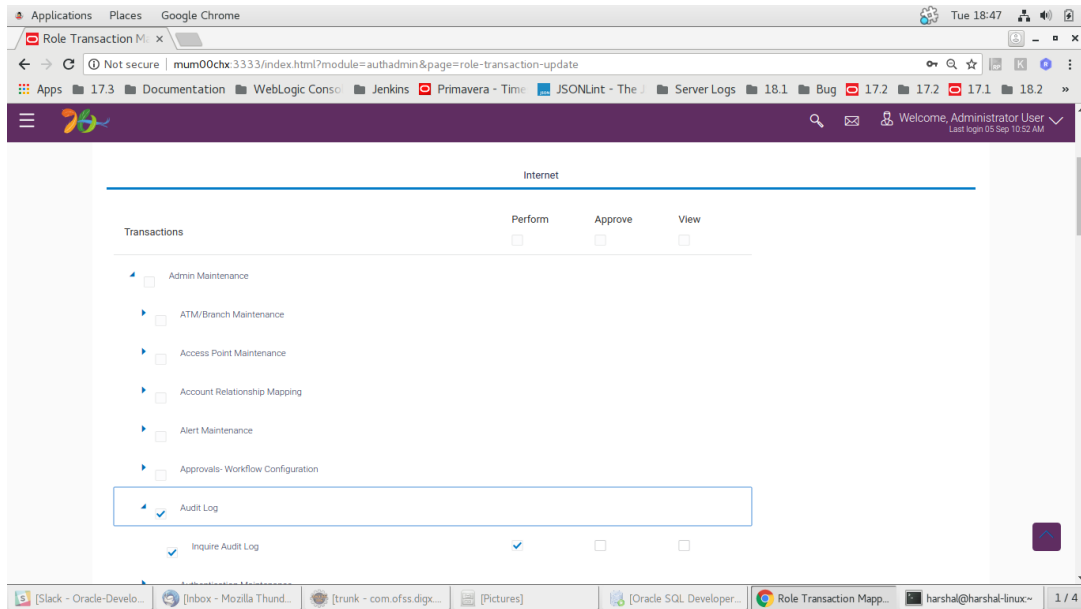 Applications Places Google Chrome Tue 18:47
Role Transaction Ma
Not secure | mum00chx:3333/index.html?module=authadmin&page=role-transaction-update
Apps 17.3 Documentation WebLogic Conso Jenkins Primavera - Time JSONLint - The J Server Logs 18.1 Bug 17.2 17.2 17.1 18.2 »
Welcome, Administrator User
Last login 05 Sep 10:52 AM
Internet
Transactions Perform Approve View
Admin Maintenance
ATM/Branch Maintenance
Access Point Maintenance
Account Relationship Mapping
Alert Maintenance
Approvals- Workflow Configuration
Audit Log
Inquire Audit Log
Authentication Maintenance
[Slack - Oracle-Develo... [Inbox - Mozilla Thund... [trunk - com.ofss.digx.... [Pictures] [Oracle SQL Developer... Role Transaction Mapp... harshal@harshal-linux:~ 1 / 4